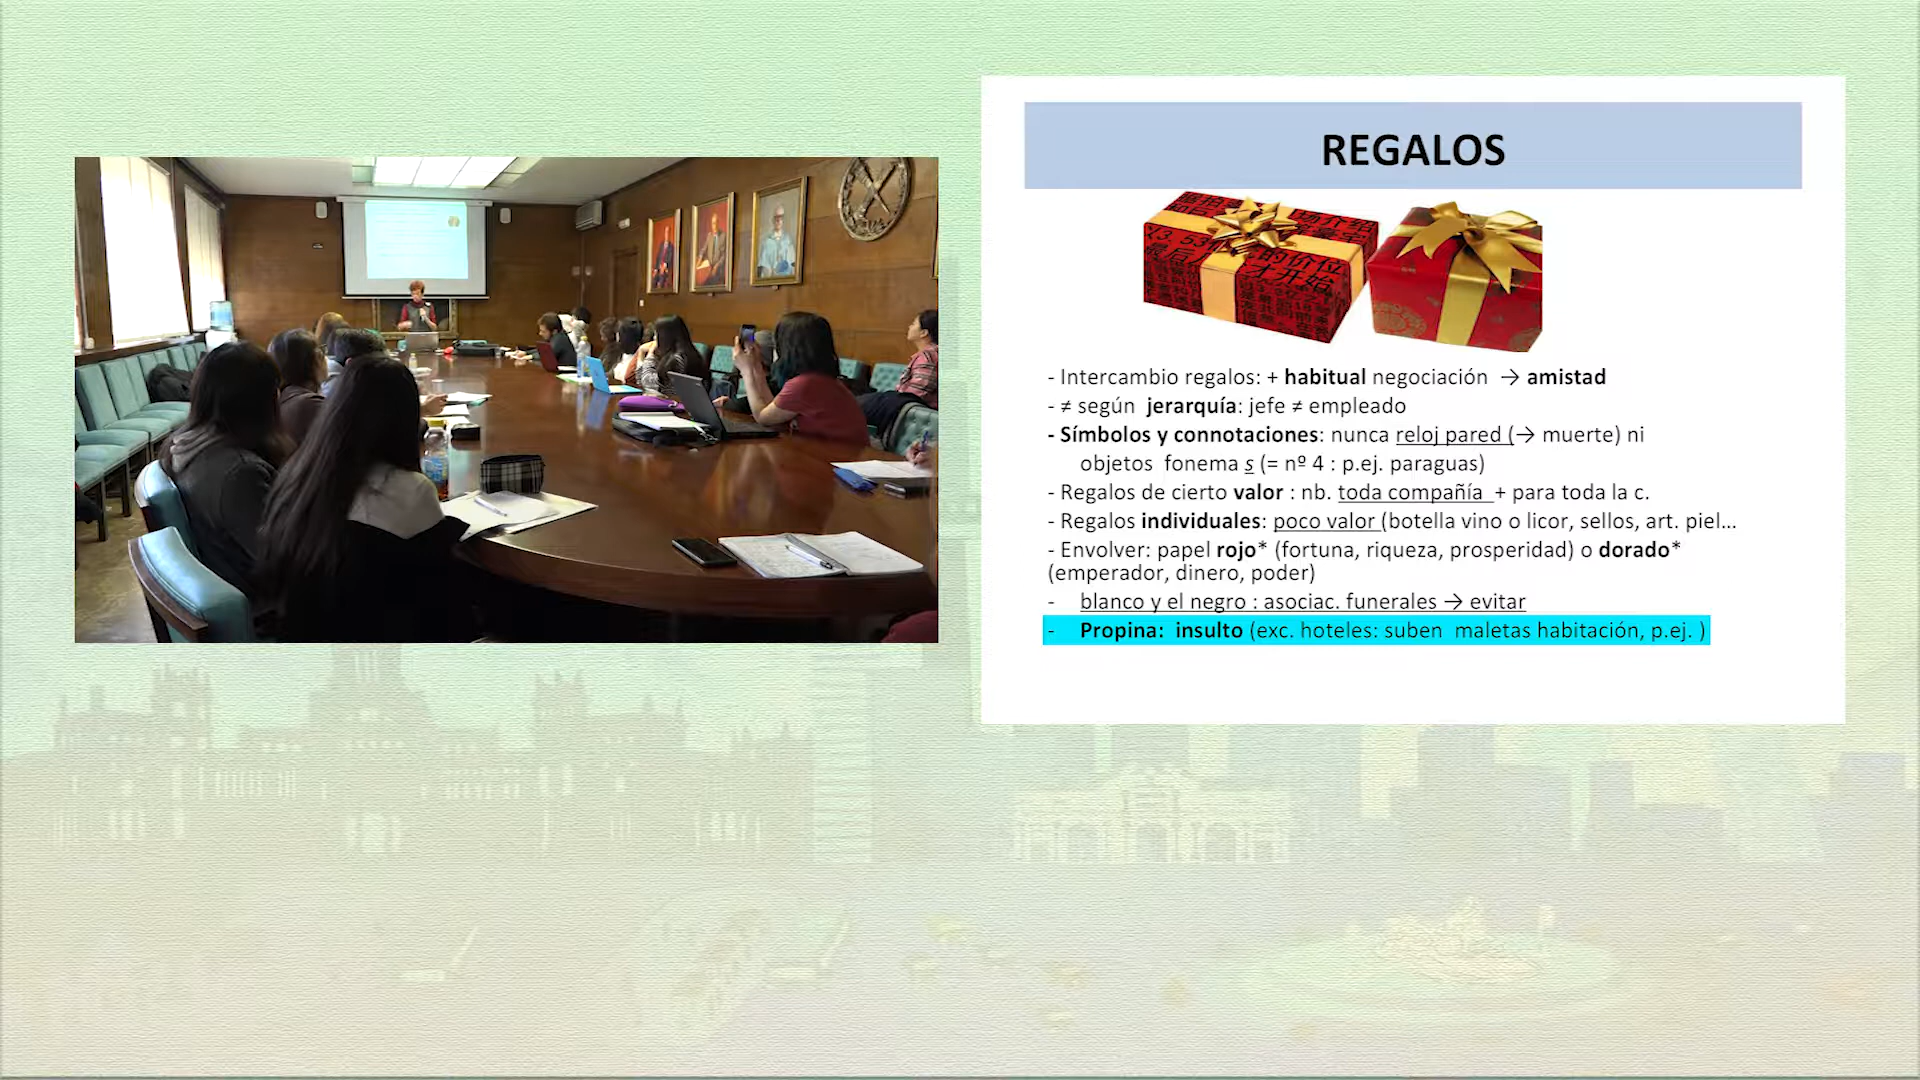 REGALOS
- Intercambio regalos: + habitual negociación → amistad
- ≠ según jerarquía: jefe ≠ empleado
- Símbolos y connotaciones: nunca reloj pared (→ muerte) ni
objetos fonema s (= nº 4 : p.ej. paraguas)
- Regalos de cierto valor : nb. toda compañía + para toda la c.
- Regalos individuales: poco valor (botella vino o licor, sellos, art. piel...
- Envolver: papel rojo* (fortuna, riqueza, prosperidad) o dorado*
(emperador, dinero, poder)
- blanco y el negro : asociac. funerales → evitar
- Propina: insulto (exc. hoteles: suben maletas habitación, p.ej. )